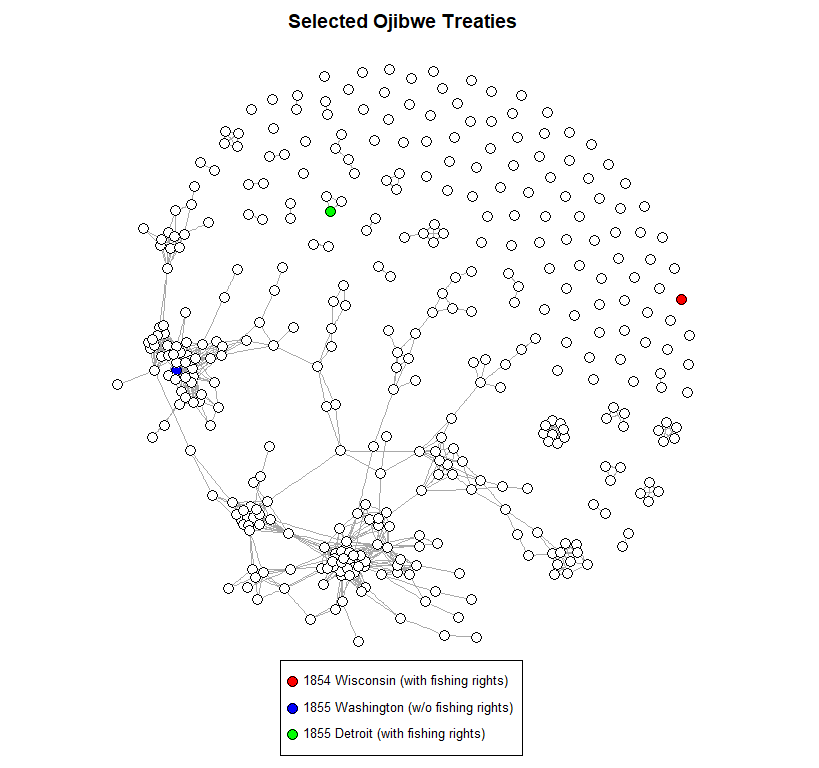 Selected Ojibwe Treaties
1854 Wisconsin (with fishing rights)
1855 Washington (w/o fishing rights)
1855 Detroit (with fishing rights)